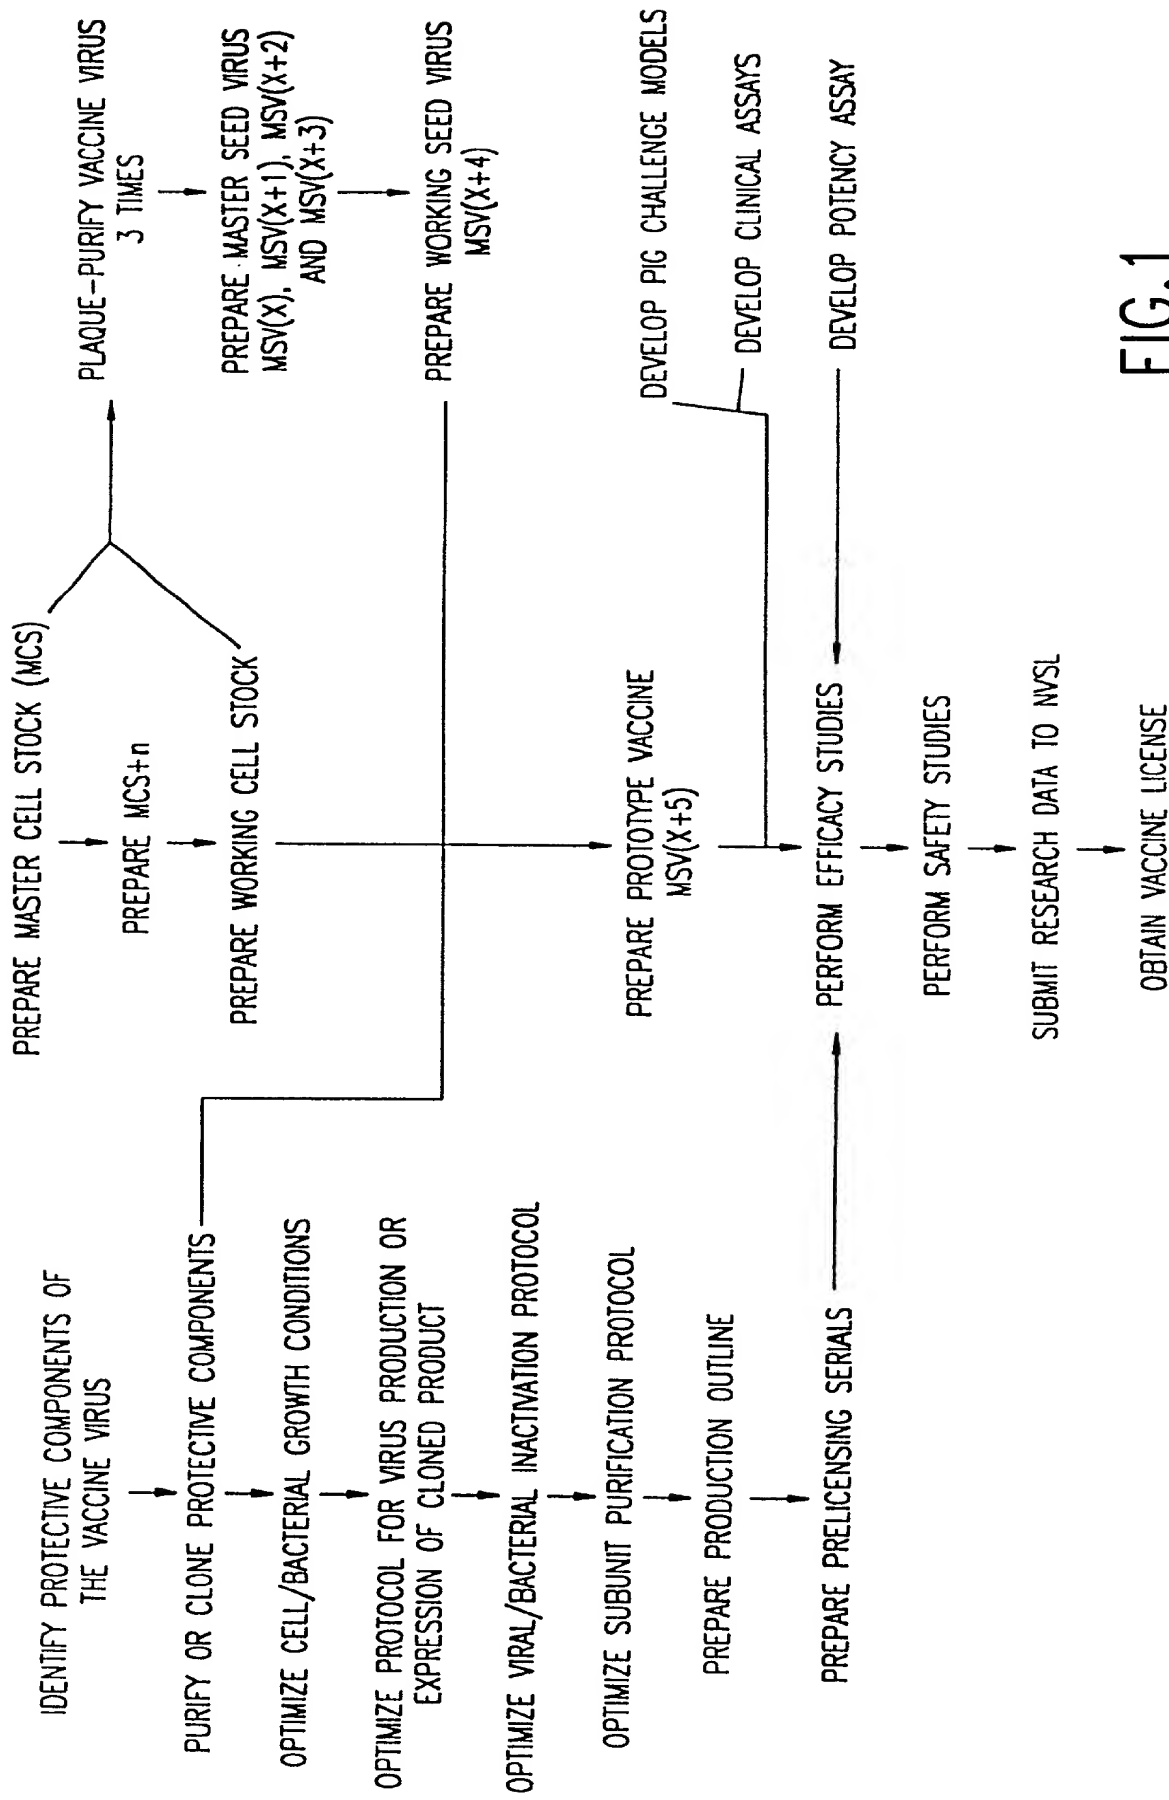 IDENTIFY PROTECTIVE COMPONENTS OF
THE VACCINE VIRUS
PURIFY OR CLONE PROTECTIVE COMPONENTS
OPTIMIZE CELL/BACTERIAL GROWTH CONDITIONS
OPTIMIZE PROTOCOL FOR VIRUS PRODUCTION OR
EXPRESSION OF CLONED PRODUCT
OPTIMIZE VIRAL/BACTERIAL INACTIVATION PROTOCOL
OPTIMIZE SUBUNIT PURIFICATION PROTOCOL
PREPARE PRODUCTION OUTLINE
PREPARE PRELICENSING SERIALS
PREPARE MASTER CELL STOCK (MCS)
PREPARE MCS+n
PREPARE WORKING CELL STOCK
PREPARE PROTOTYPE VACCINE
MSV(X+5)
PERFORM EFFICACY STUDIES
PERFORM SAFETY STUDIES
SUBMIT RESEARCH DATA TO NVSL
OBTAIN VACCINE LICENSE
PLAQUE-PURIFY VACCINE VIRUS
3 TIMES
PREPARE MASTER SEED VIRUS
MSV(X), MSV(X+1), MSV(X+2)
AND MSV(X+3)
PREPARE WORKING SEED VIRUS
MSV(X+4)
DEVELOP PIG CHALLENGE MODELS
DEVELOP CLINICAL ASSAYS
DEVELOP POTENCY ASSAY
FIG.1